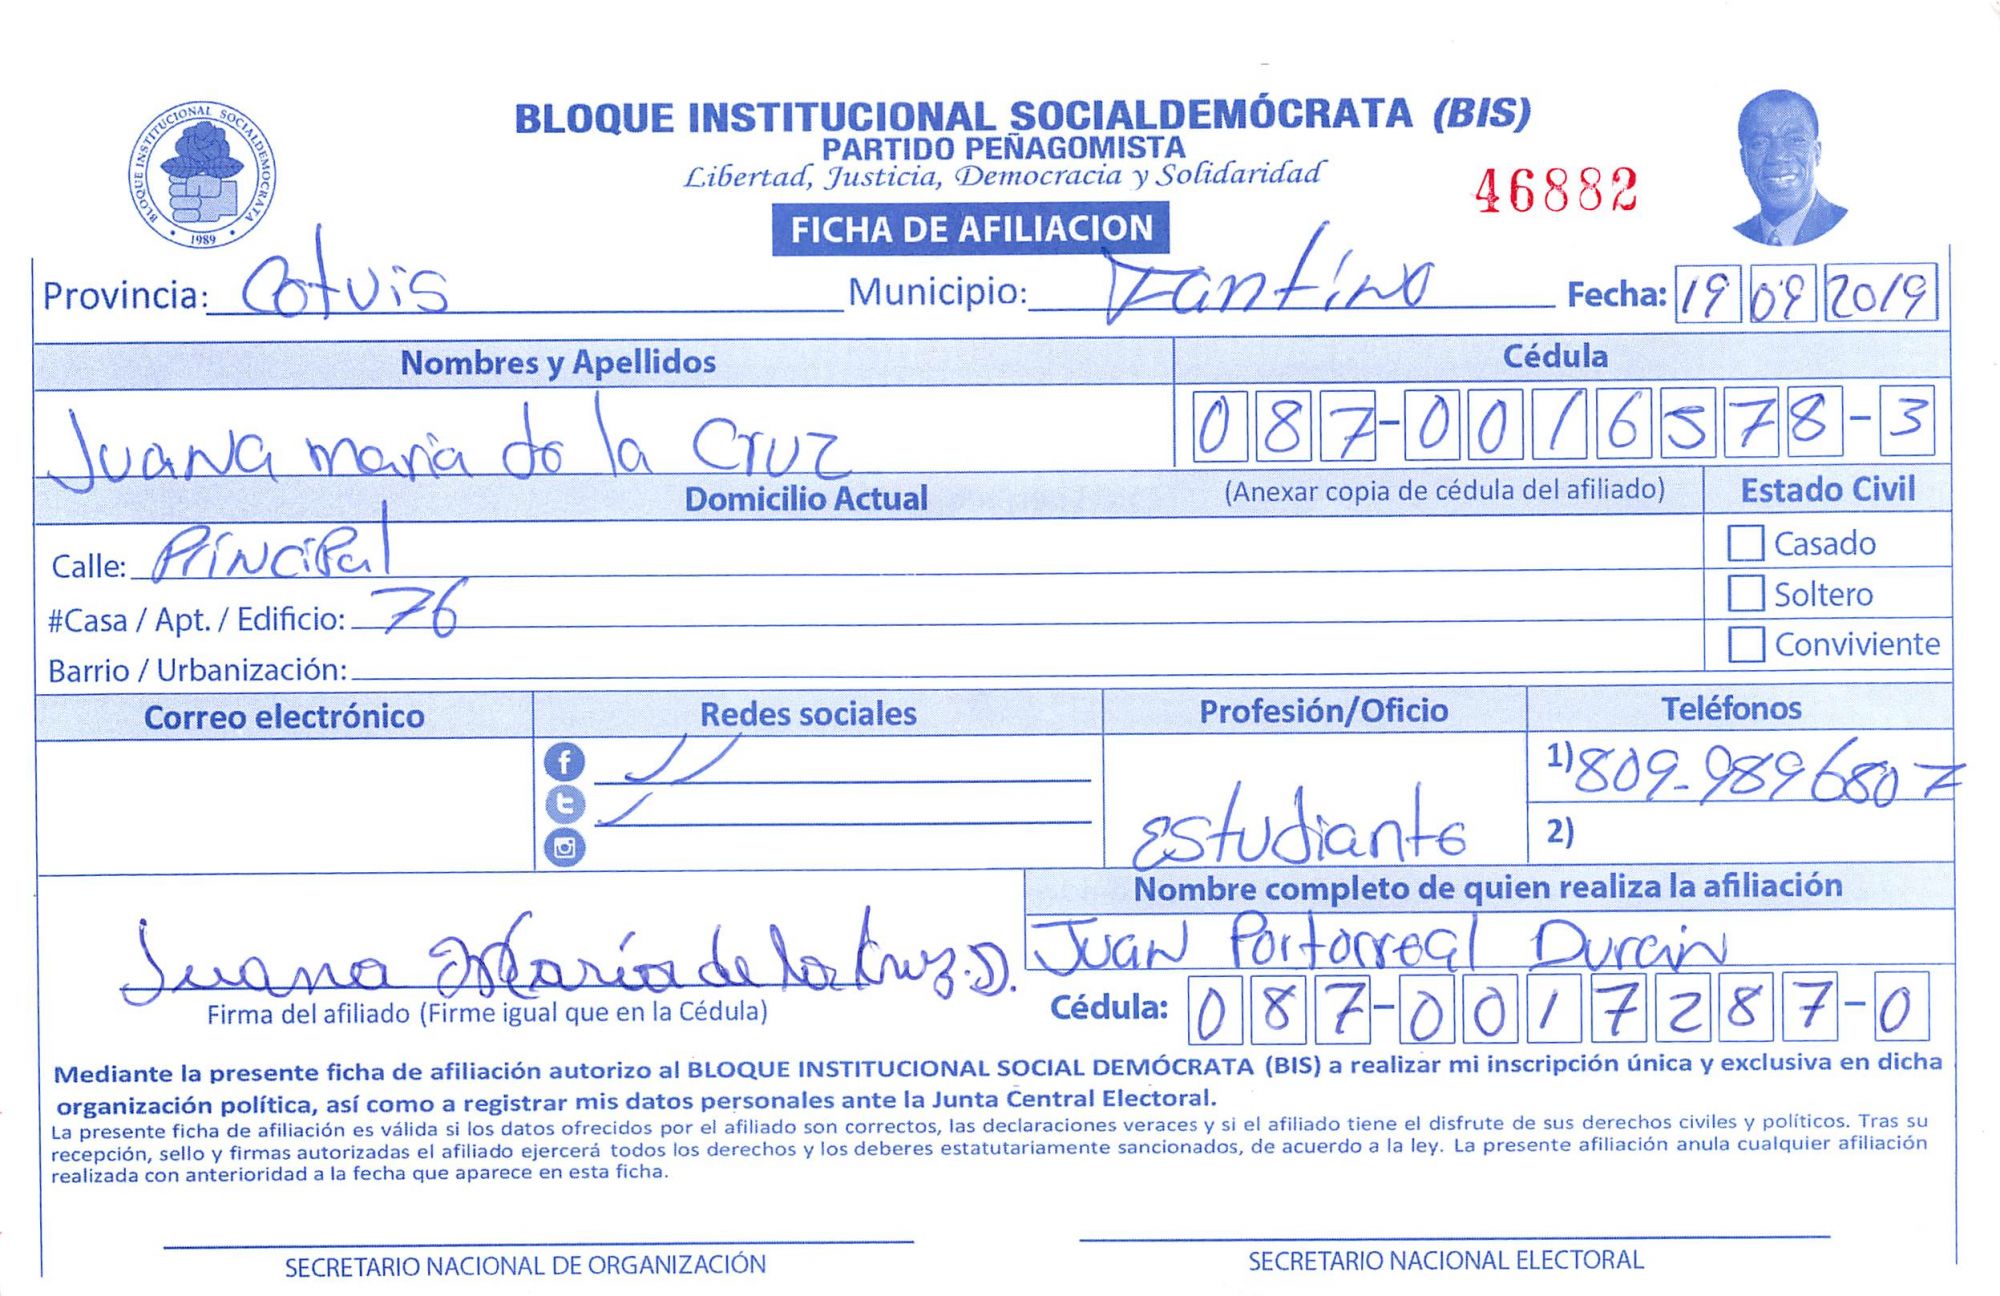 BLOQUE INSTITUCIONAL SOCIALDEMÓCRATA (BIS)
PARTIDO PEÑAGOMISTA
Libertad, Justicia, Democracia y Solidaridad
46882
BLOQUE INSTITUCIONAL SOCIALDEMOCRATA
1989
FICHA DE AFILIACION
Provincia: Cotuis Municipio: Fantino Fecha: 19 09 2019
Nombres y Apellidos Cédula
Juana maria de la Cruz 087-0016578-3
Domicilio Actual (Anexar copia de cédula del afiliado) Estado Civil
Calle: Principal Casado
#Casa / Apt. / Edificio: 76 Soltero
Barrio / Urbanización: Conviviente
Correo electrónico Redes sociales Profesión/Oficio Teléfonos
1) 809-9896807
estudiante 2)
Nombre completo de quien realiza la afiliación
Juana María de la Cruz.D. Juan Portorreal Durán
Firma del afiliado (Firme igual que en la Cédula) Cédula: 087-0017287-0
Mediante la presente ficha de afiliación autorizo al BLOQUE INSTITUCIONAL SOCIAL DEMÓCRATA (BIS) a realizar mi inscripción única y exclusiva en dicha
organización política, así como a registrar mis datos personales ante la Junta Central Electoral.
La presente ficha de afiliación es válida si los datos ofrecidos por el afiliado son correctos, las declaraciones veraces y si el afiliado tiene el disfrute de sus derechos civiles y políticos. Tras su
recepción, sello y firmas autorizadas el afiliado ejercerá todos los derechos y los deberes estatutariamente sancionados, de acuerdo a la ley. La presente afiliación anula cualquier afiliación
realizada con anterioridad a la fecha que aparece en esta ficha.
SECRETARIO NACIONAL DE ORGANIZACIÓN SECRETARIO NACIONAL ELECTORAL